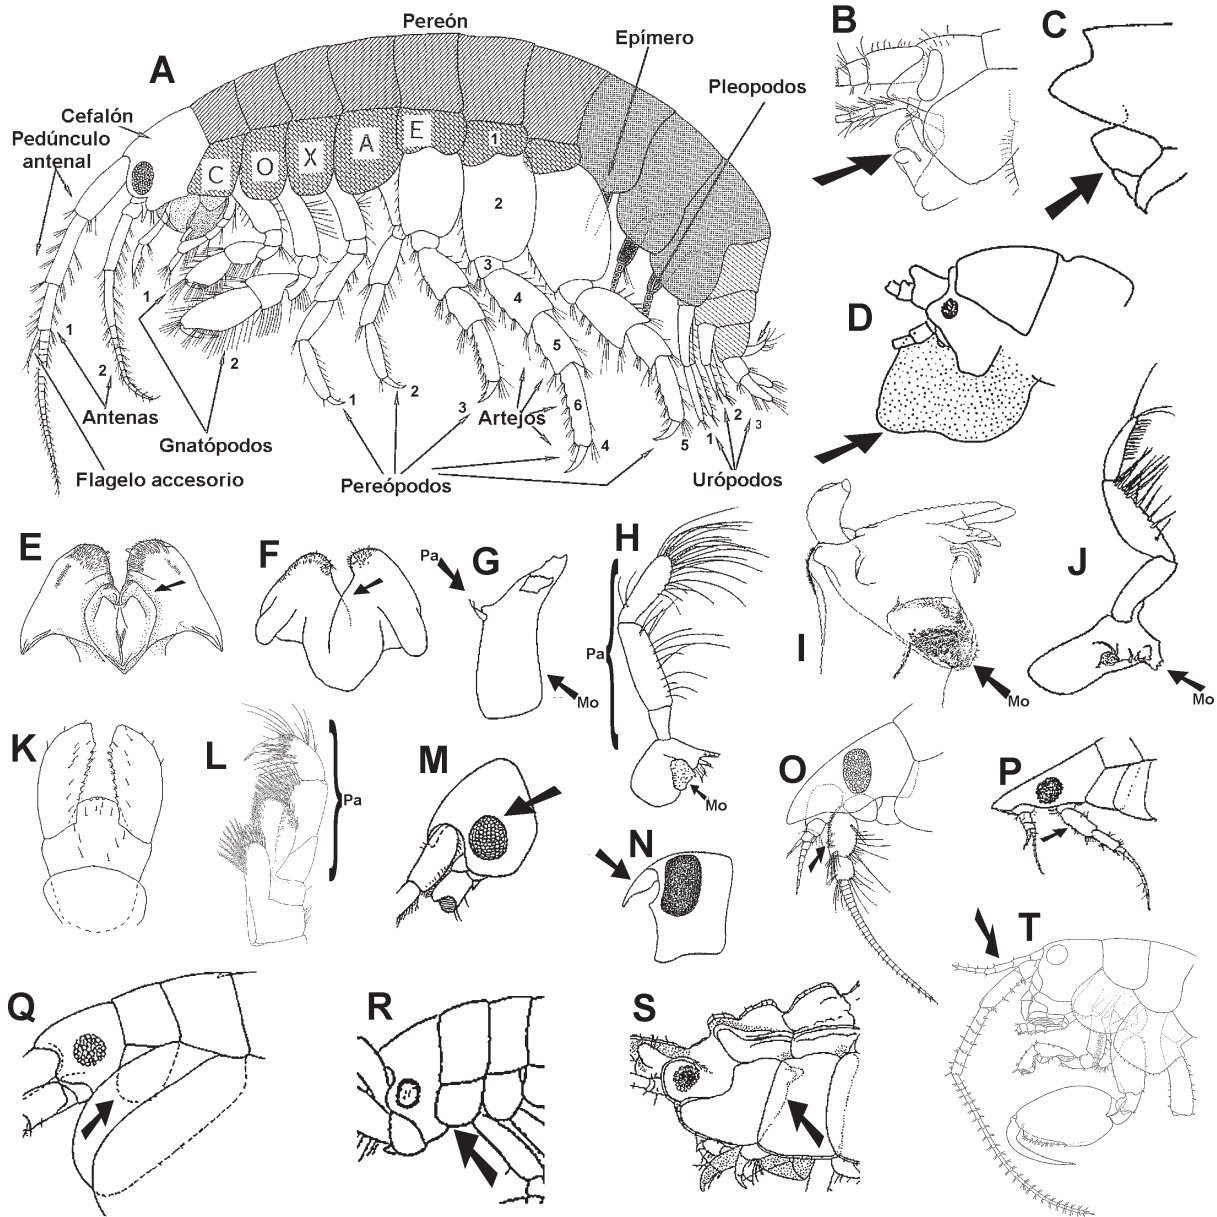 Pereón
Epímero
B
C
A
Pleopodos
Cefalón
Pedúnculo
antenal
C O X A E 1
2
3
4
5
6
D
1
1
2
2
1
2
3
4
5
1
2
3
Antenas
Gnatópodos
Artejos
Flagelo accesorio
Pereópodos
Urópodos
E
F
Pa
G
H
J
Pa
I
Mo
Mo
Mo
Mo
K
L
Pa
M
N
O
P
T
Q
R
S